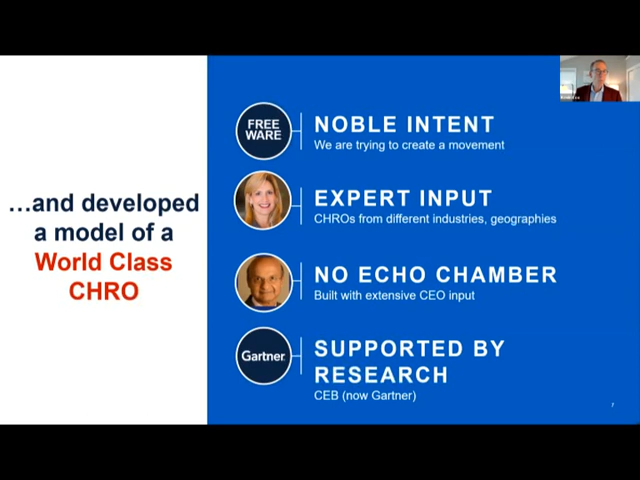 …and developed
a model of a
World Class
CHRO
FREE
WARE
NOBLE INTENT
We are trying to create a movement
EXPERT INPUT
CHROs from different industries, geographies
NO ECHO CHAMBER
Built with extensive CEO input
Gartner
SUPPORTED BY
RESEARCH
CEB (now Gartner)
7